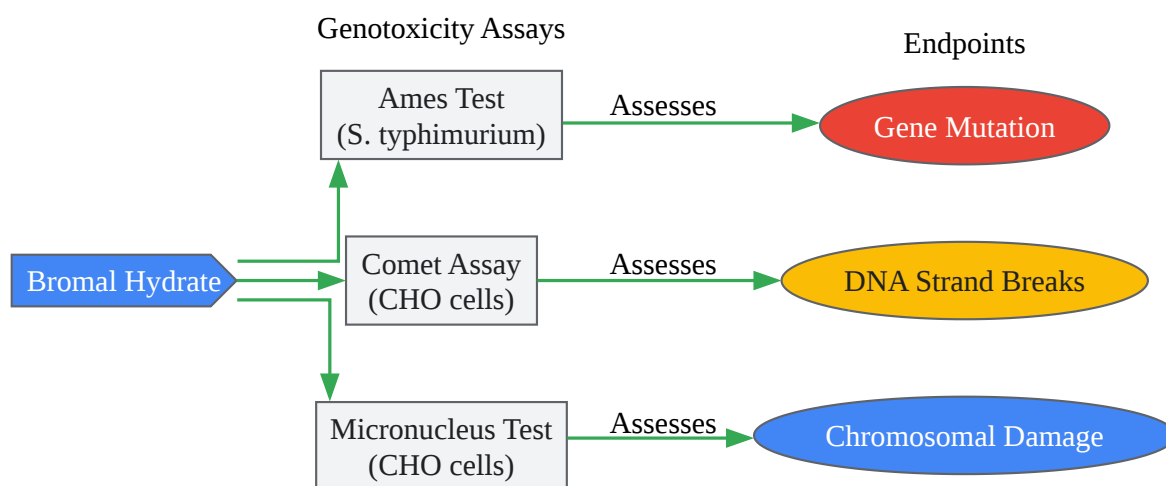 Genotoxicity Assays
Endpoints
Ames Test
(S. typhimurium)
Assesses
Gene Mutation
Bromal Hydrate
Comet Assay
(CHO cells)
Assesses
DNA Strand Breaks
Micronucleus Test
(CHO cells)
Assesses
Chromosomal Damage